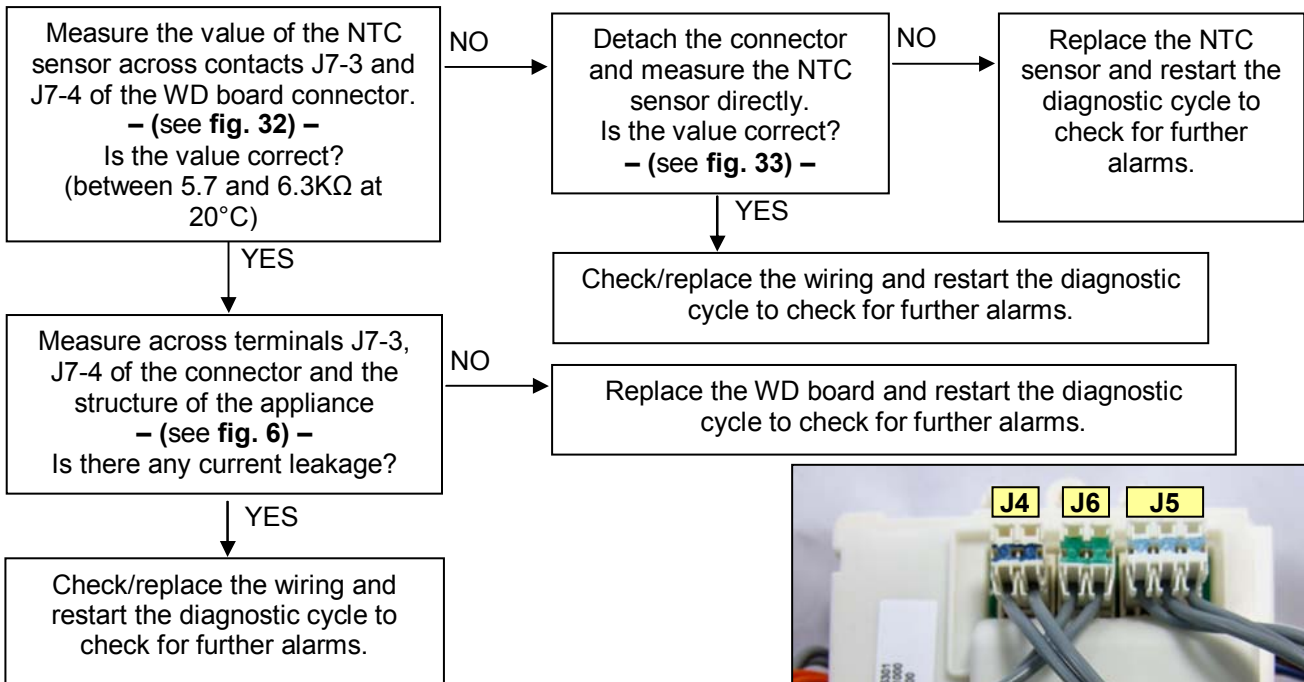 Measure the value of the NTC
sensor across contacts J7-3 and
J7-4 of the WD board connector.
– (see fig. 32) –
Is the value correct?
(between 5.7 and 6.3KΩ at
20°C)
NO
Detach the connector
and measure the NTC
sensor directly.
Is the value correct?
– (see fig. 33) –
NO
Replace the NTC
sensor and restart the
diagnostic cycle to
check for further
alarms.
YES
YES
Check/replace the wiring and restart the diagnostic
cycle to check for further alarms.
Measure across terminals J7-3,
J7-4 of the connector and the
structure of the appliance
– (see fig. 6) –
Is there any current leakage?
NO
Replace the WD board and restart the diagnostic
cycle to check for further alarms.
YES
Check/replace the wiring and
restart the diagnostic cycle to
check for further alarms.
J4 J6 J5